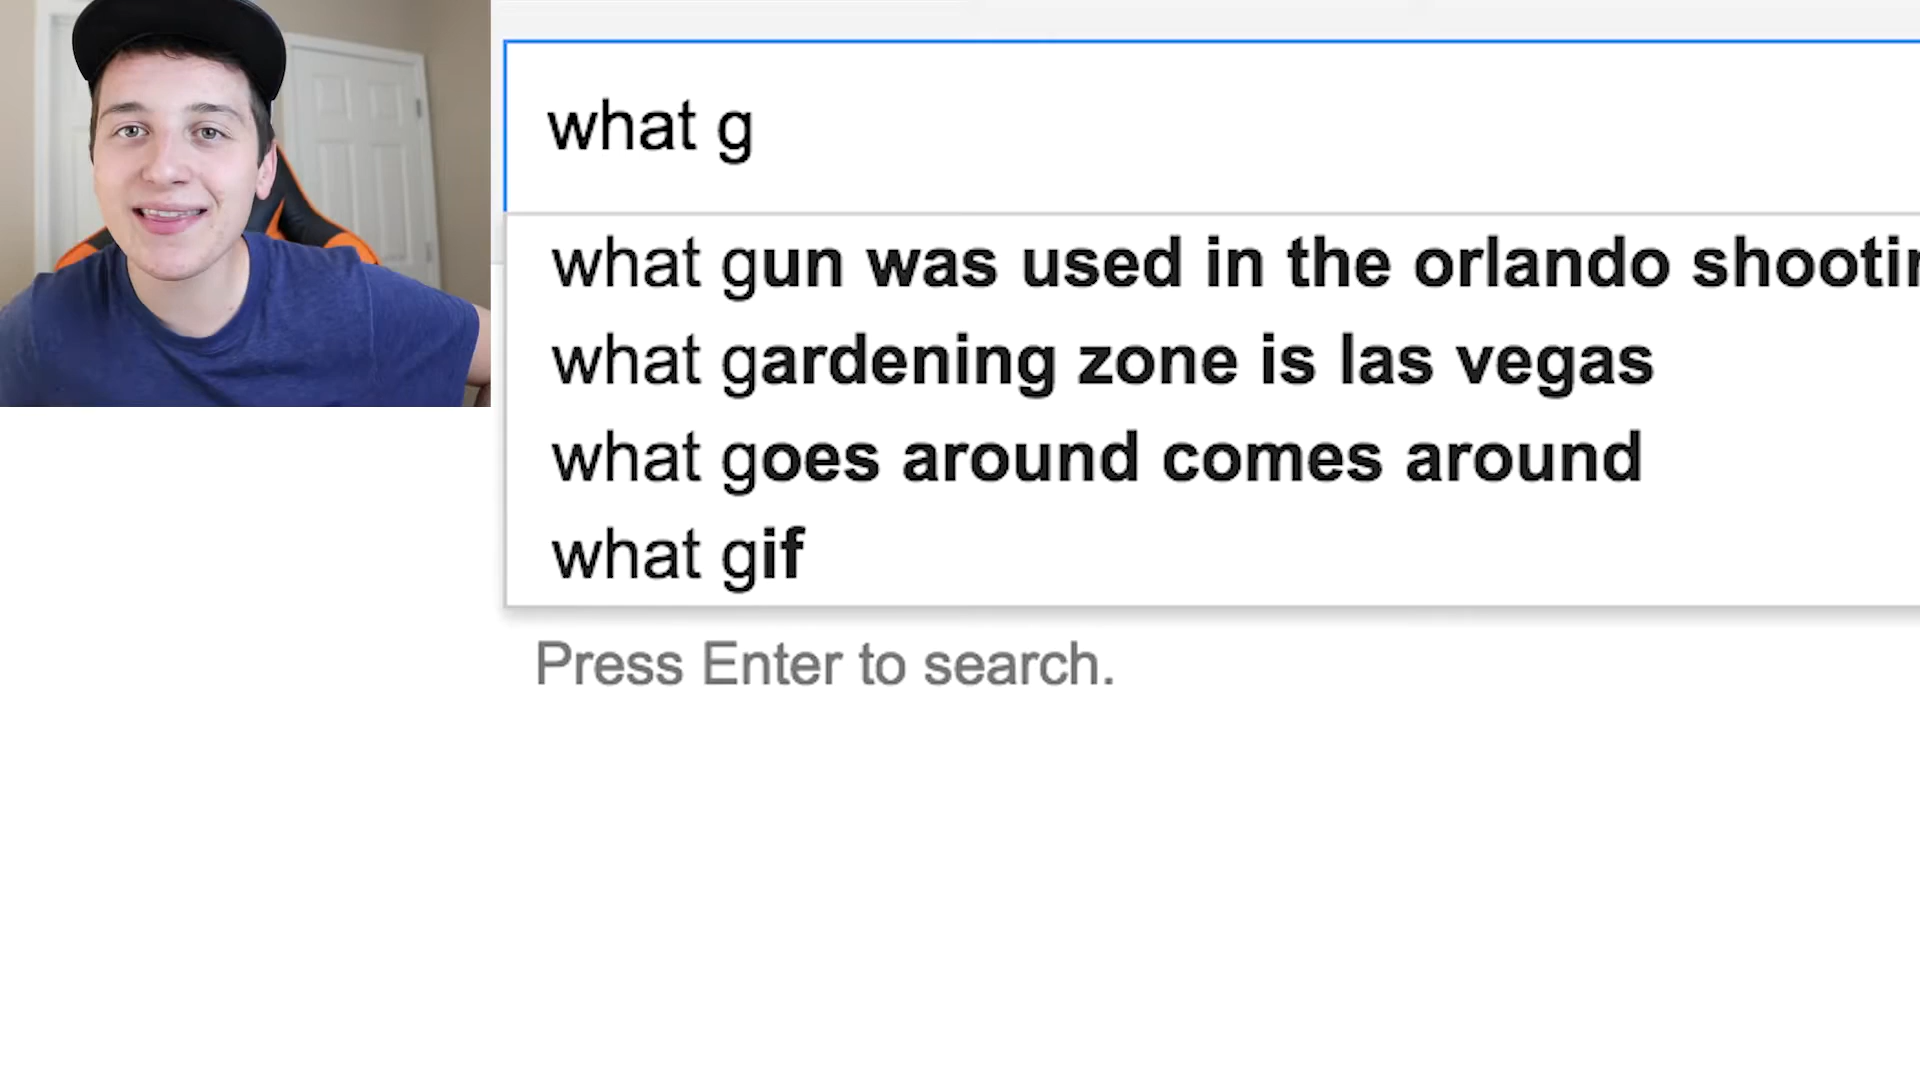 what g
what gun was used in the orlando
what gardening zone is las vegas
what goes around comes around
what gif
Press Enter to search.